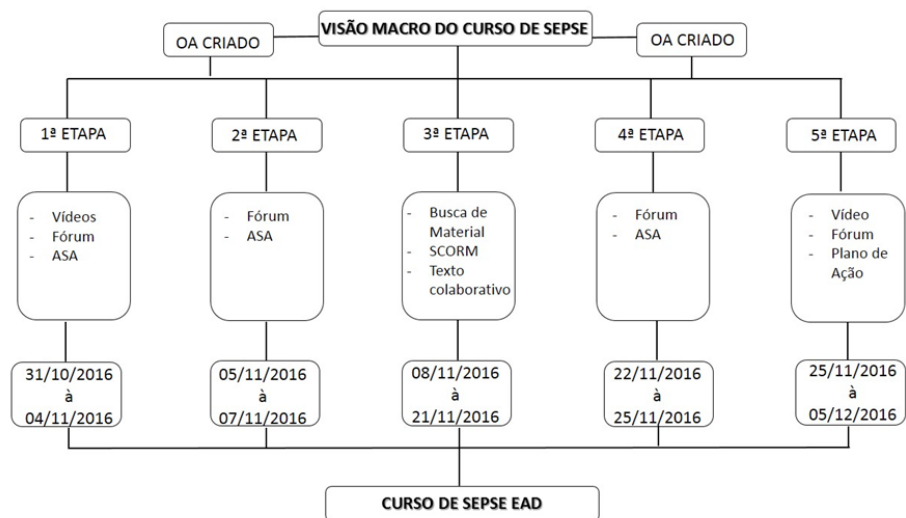 VISÃO MACRO DO CURSO DE SEPSE
OA CRIADO
OA CRIADO
1ª ETAPA
2ª ETAPA
3ª ETAPA
4ª ETAPA
5ª ETAPA
- Vídeos
- Fórum
- ASA
- Fórum
- ASA
- Busca de
Material
- SCORM
- Texto
colaborativo
- Fórum
- ASA
- Vídeo
- Fórum
- Plano de
Ação
31/10/2016
à
04/11/2016
05/11/2016
à
07/11/2016
08/11/2016
à
21/11/2016
22/11/2016
à
25/11/2016
25/11/2016
à
05/12/2016
CURSO DE SEPSE EAD